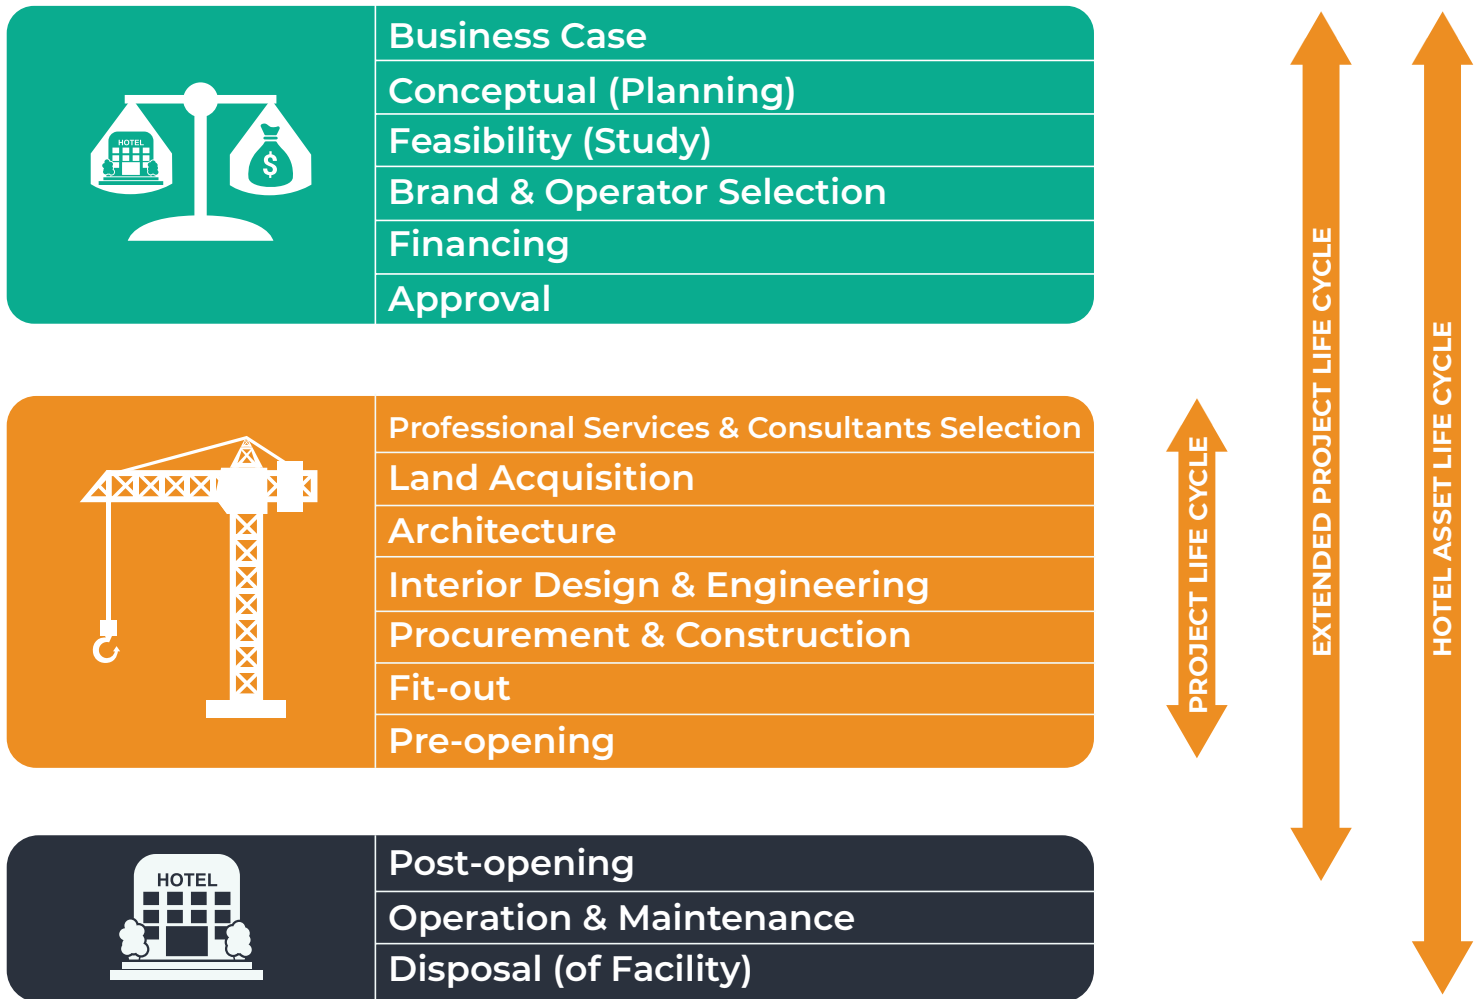 Business Case
Conceptual (Planning)
Feasibility (Study)
Brand & Operator Selection
Financing
Approval
HOTEL
$
Professional Services & Consultants Selection
Land Acquisition
Architecture
Interior Design & Engineering
Procurement & Construction
Fit-out
Pre-opening
HOTEL
Post-opening
Operation & Maintenance
Disposal (of Facility)
PROJECT LIFE CYCLE
EXTENDED PROJECT LIFE CYCLE
HOTEL ASSET LIFE CYCLE